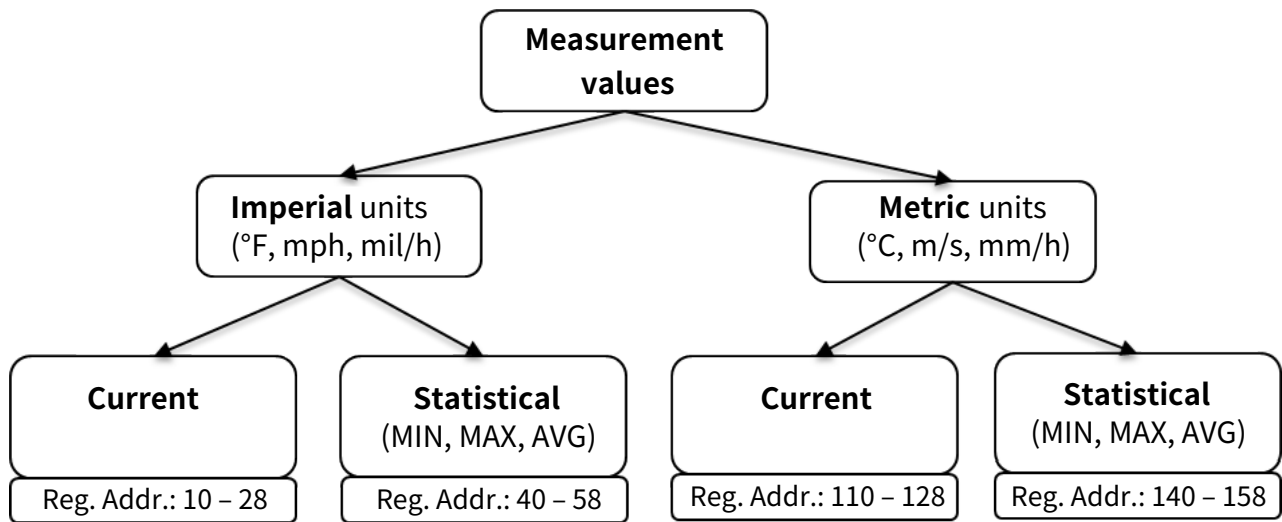 Measurement
values
Imperial units
(°F, mph, mil/h)
Metric units
(°C, m/s, mm/h)
Current
Reg. Addr.: 10 – 28
Statistical
(MIN, MAX, AVG)
Reg. Addr.: 40 – 58
Current
Reg. Addr.: 110 – 128
Statistical
(MIN, MAX, AVG)
Reg. Addr.: 140 – 158